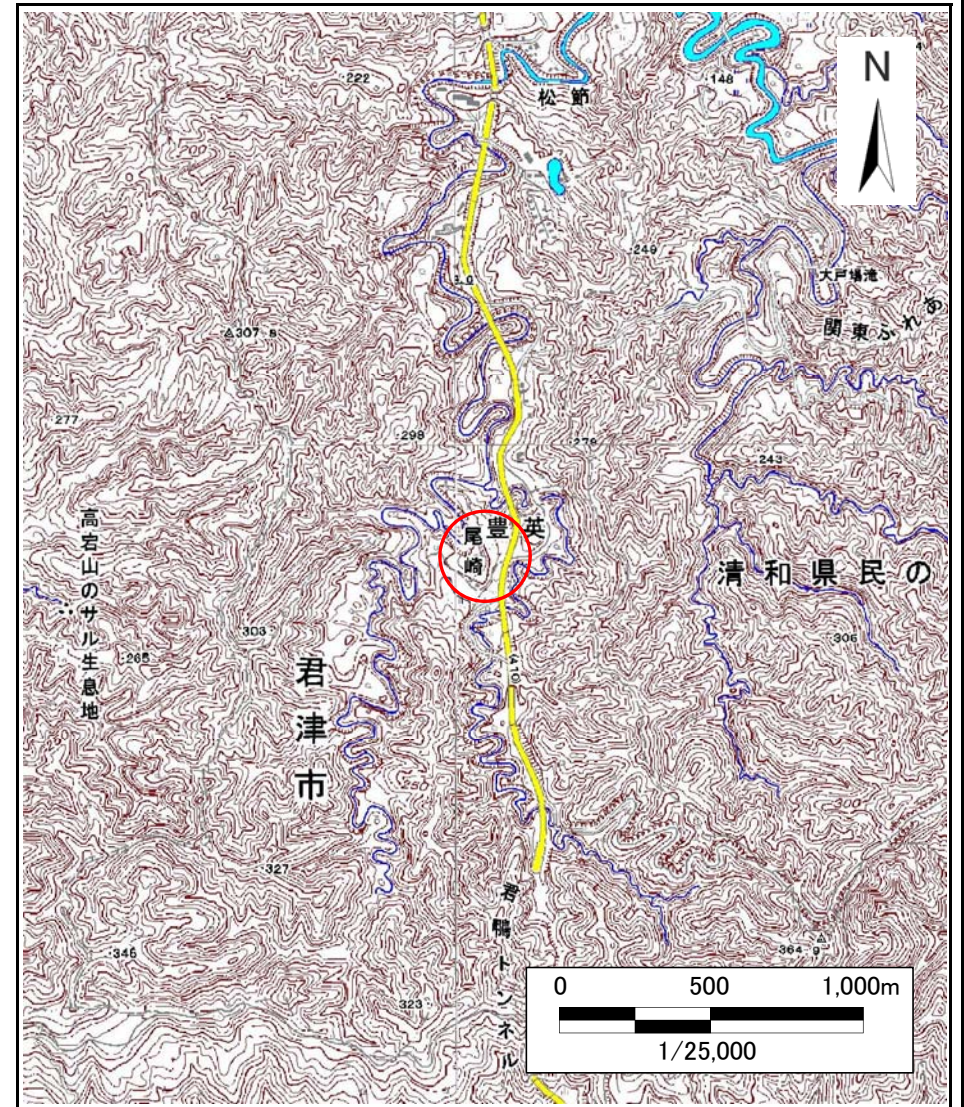 N
・222
松節
・148
・249
大戸場滝
関東ふれあ
△307.8
・277
・298
・278
243
豊英
尾崎
高宕山のサル生息地
清和県民の
303
・265
306
君津市
(410)
250
300
・327
・346
君鴨トンネル
364.9
323
0 500 1,000m
1/25,000